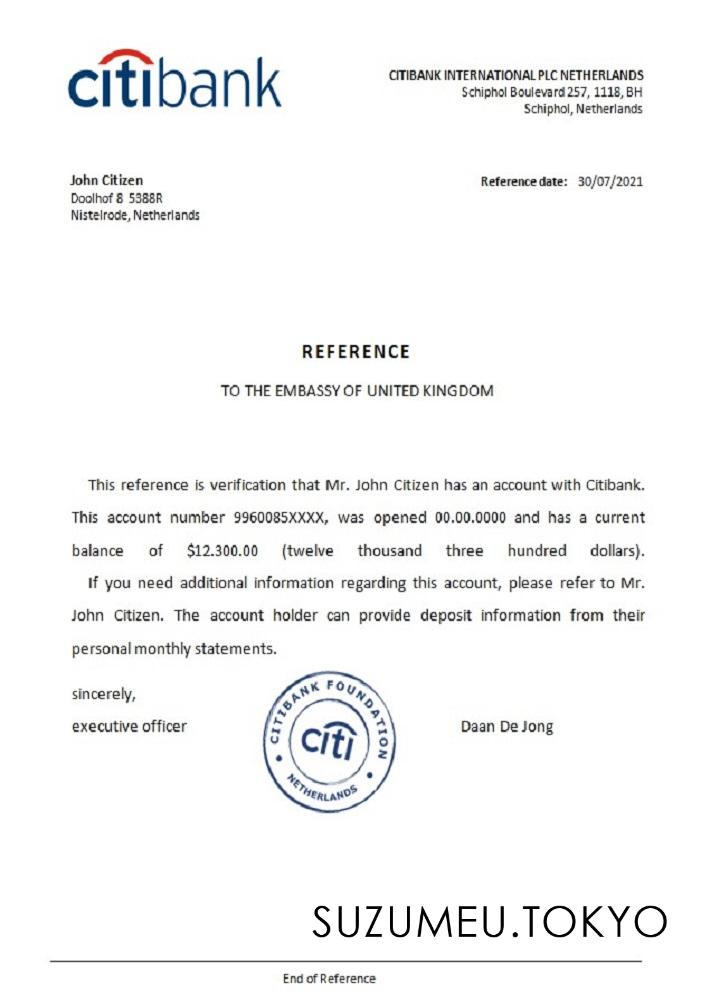 citibank
CITIBANK INTERNATIONAL PLC NETHERLANDS
Schiphol Boulevard 257, 1118, BH
Schiphol, Netherlands
John Citizen
Doolhof 8 5388R
Nistelrode, Netherlands
Reference date: 30/07/2021
REFERENCE
TO THE EMBASSY OF UNITED KINGDOM
This reference is verification that Mr. John Citizen has an account with Citibank.
This account number 9960085XXXX, was opened 00.00.0000 and has a current
balance of $12.300.00 (twelve thousand three hundred dollars).
If you need additional information regarding this account, please refer to Mr.
John Citizen. The account holder can provide deposit information from their
personal monthly statements.
sincerely,
executive officer
CITIBANK FOUNDATION
citi
NETHERLANDS
Daan De Jong
SUZUMEU.TOKYO
End of Reference